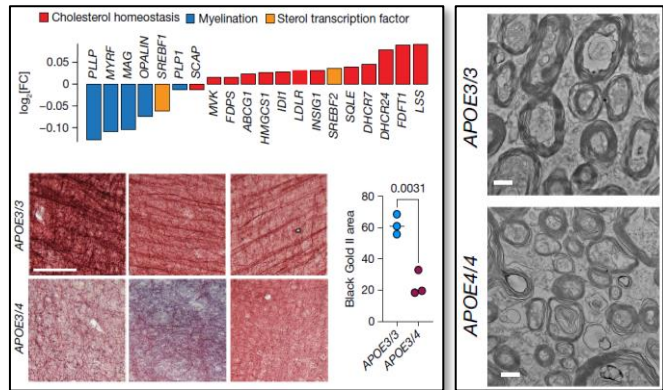 Cholesterol homeostasis Myelination Sterol transcription factor
log2[FC]
0.05
0.00
−0.05
−0.10
PLLP
MYRF
MAG
OPALIN
SREBF1
PLP1
SCAP
MVK
FDPS
ABCG1
HMGCS1
IDI1
LDLR
INSIG1
SREBF2
SQLE
DHCR7
DHCR24
FDFT1
LSS
APOE3/3
APOE3/4
Black Gold II area
80
60
40
20
0
0.0031
APOE3/3
APOE3/4
APOE3/3
APOE4/4